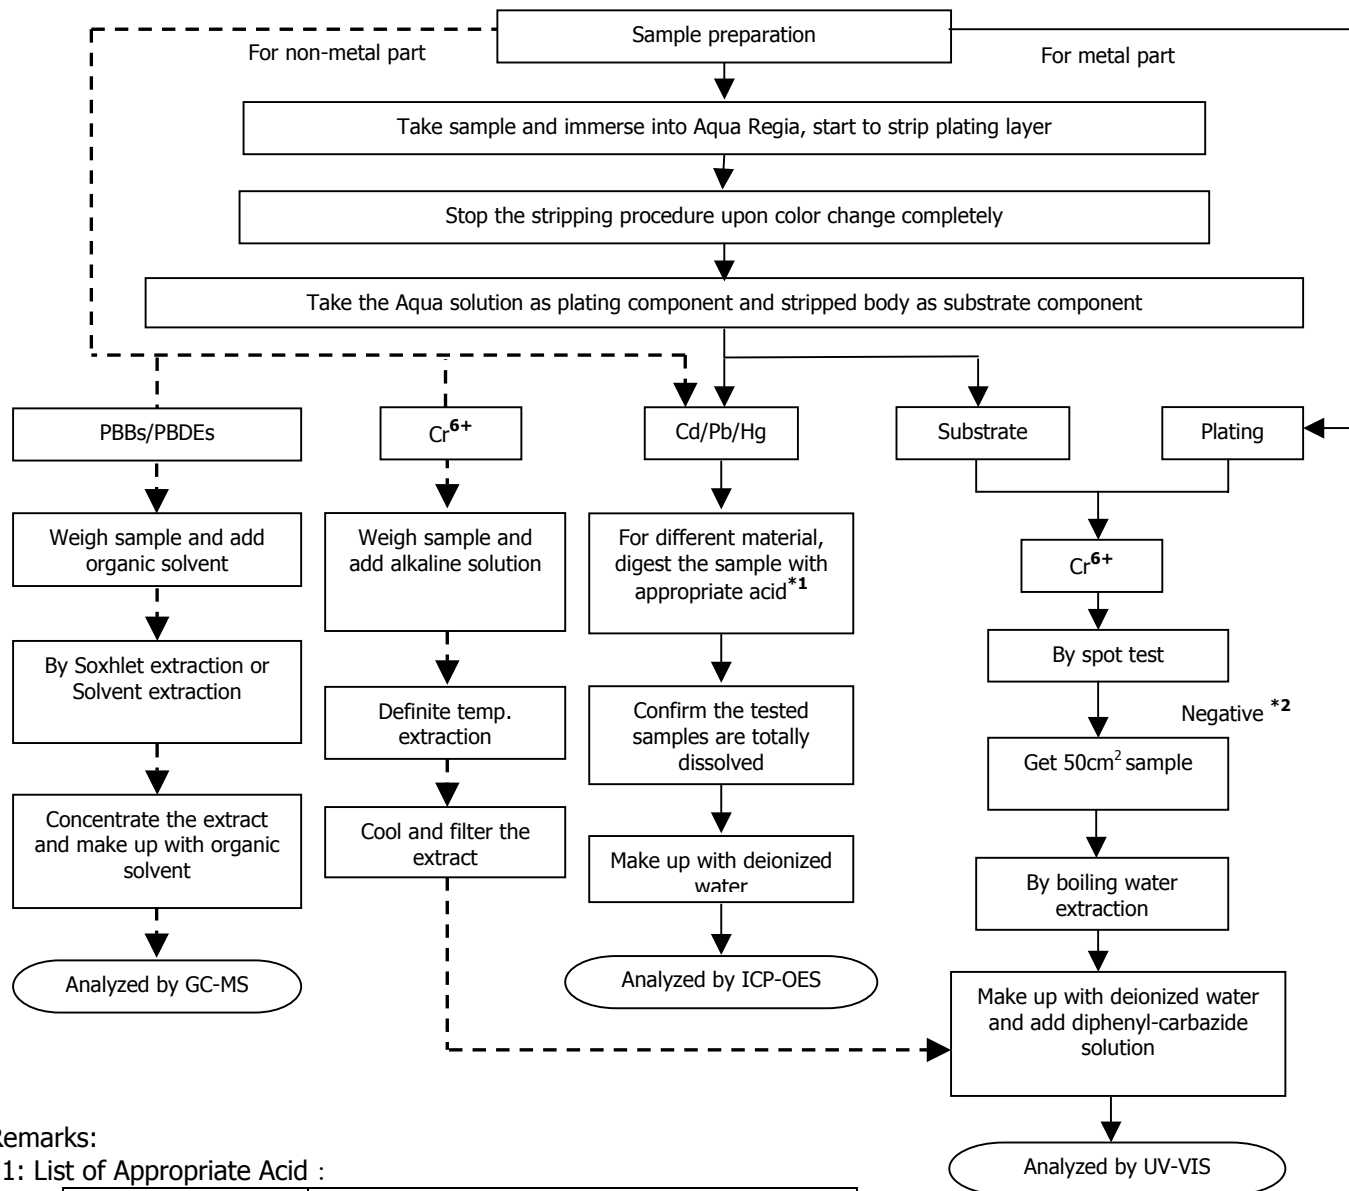 Sample preparation
For non-metal part
For metal part
Take sample and immerse into Aqua Regia, start to strip plating layer
Stop the stripping procedure upon color change completely
Take the Aqua solution as plating component and stripped body as substrate component
PBBs/PBDEs
Cr6+
Cd/Pb/Hg
Substrate
Plating
Weigh sample and add
organic solvent
Weigh sample and
add alkaline solution
For different material,
digest the sample with
appropriate acid*1
Cr6+
By spot test
By Soxhlet extraction or
Solvent extraction
Definite temp.
extraction
Confirm the tested
samples are totally
dissolved
Negative *2
Get 50cm2 sample
Concentrate the extract
and make up with organic
solvent
Cool and filter the
extract
Make up with deionized
water
By boiling water
extraction
Analyzed by GC-MS
Analyzed by ICP-OES
Make up with deionized water
and add diphenyl-carbazide
solution
Analyzed by UV-VIS
Remarks:
1: List of Appropriate Acid :